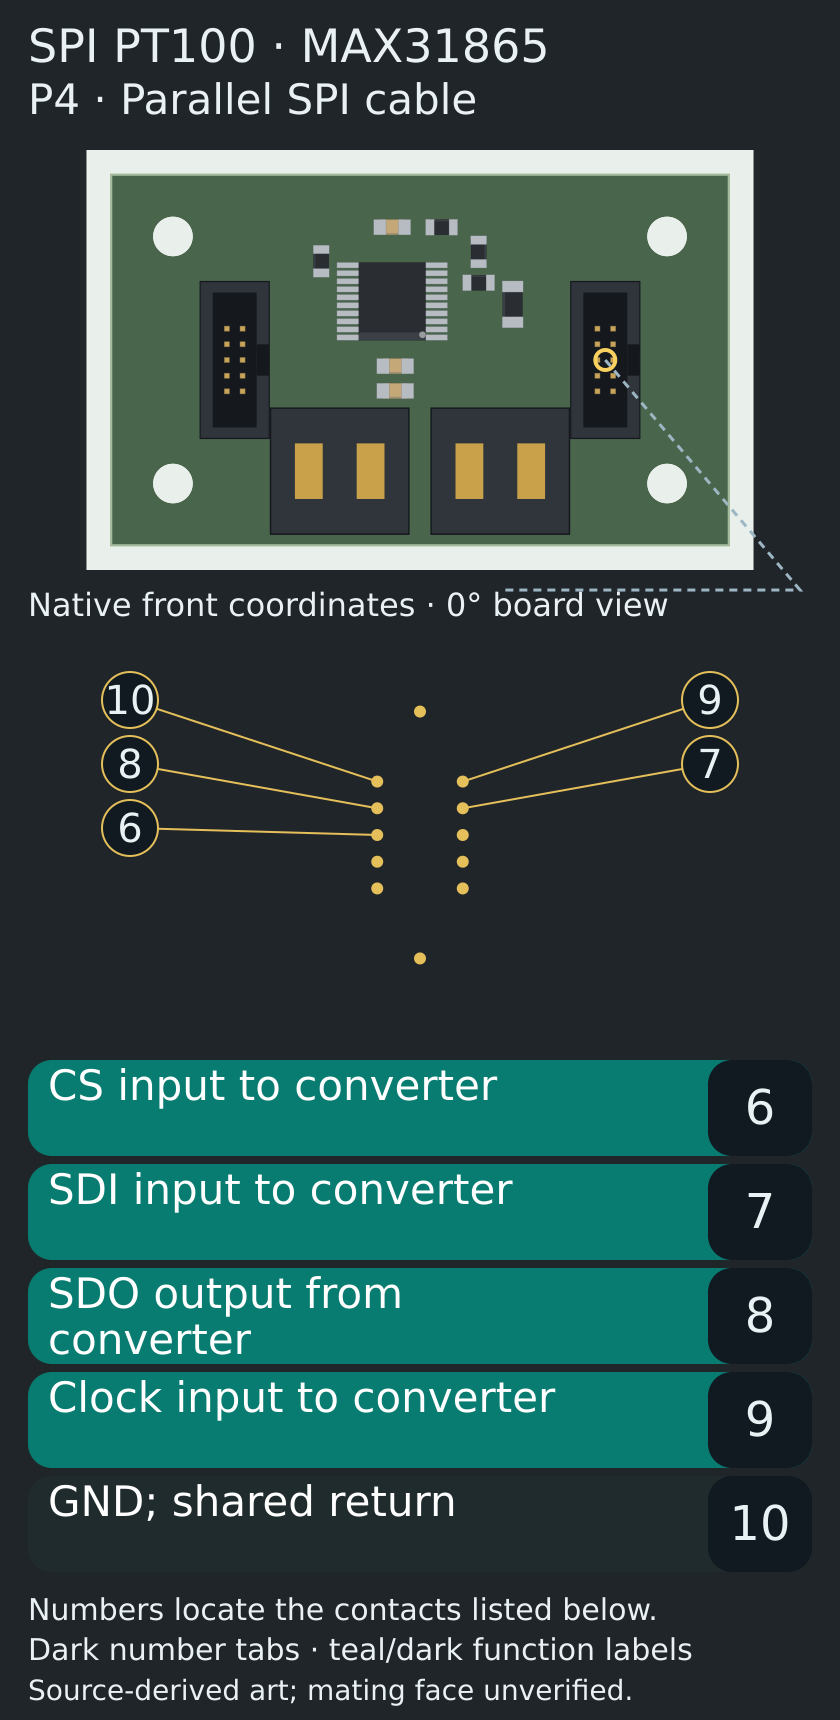 SPI PT100 · MAX31865
P4 · Parallel SPI cable
Native front coordinates · 0° board view
10
9
8
7
6
CS input to converter
6
SDI input to converter
7
SDO output from
converter
8
Clock input to converter
9
GND; shared return
10
Numbers locate the contacts listed below.
Dark number tabs · teal/dark function labels
Source-derived art; mating face unverified.